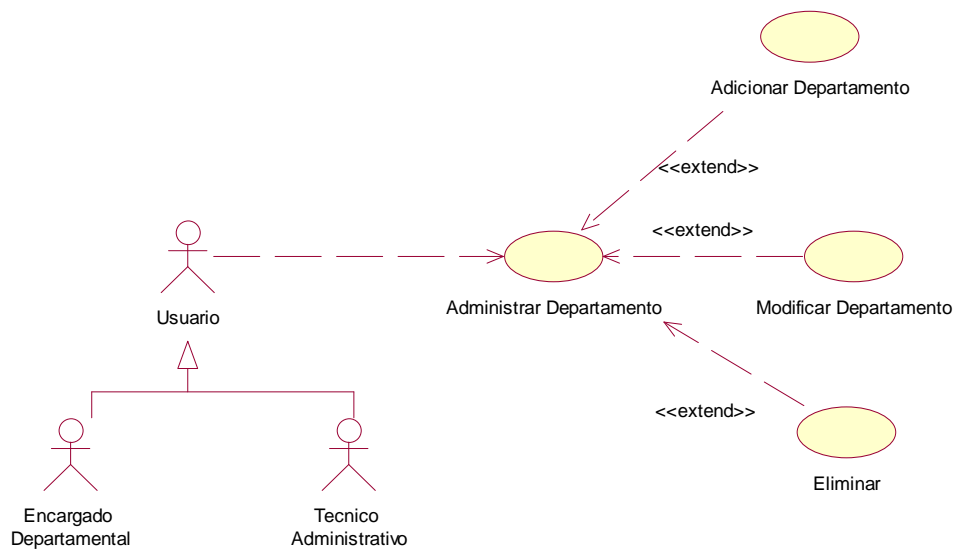 Adicionar Departamento
<<extend>>
<<extend>>
Administrar Departamento
Modificar Departamento
Usuario
<<extend>>
Eliminar
Encargado
Departamental
Tecnico
Administrativo